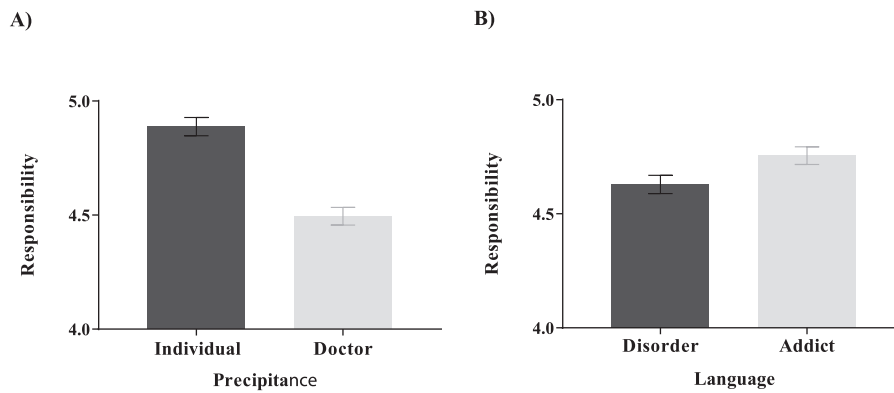 A)
Responsibility
5.0
4.5
4.0
Individual Doctor
Precipitance
B)
Responsibility
5.0
4.5
4.0
Disorder Addict
Language